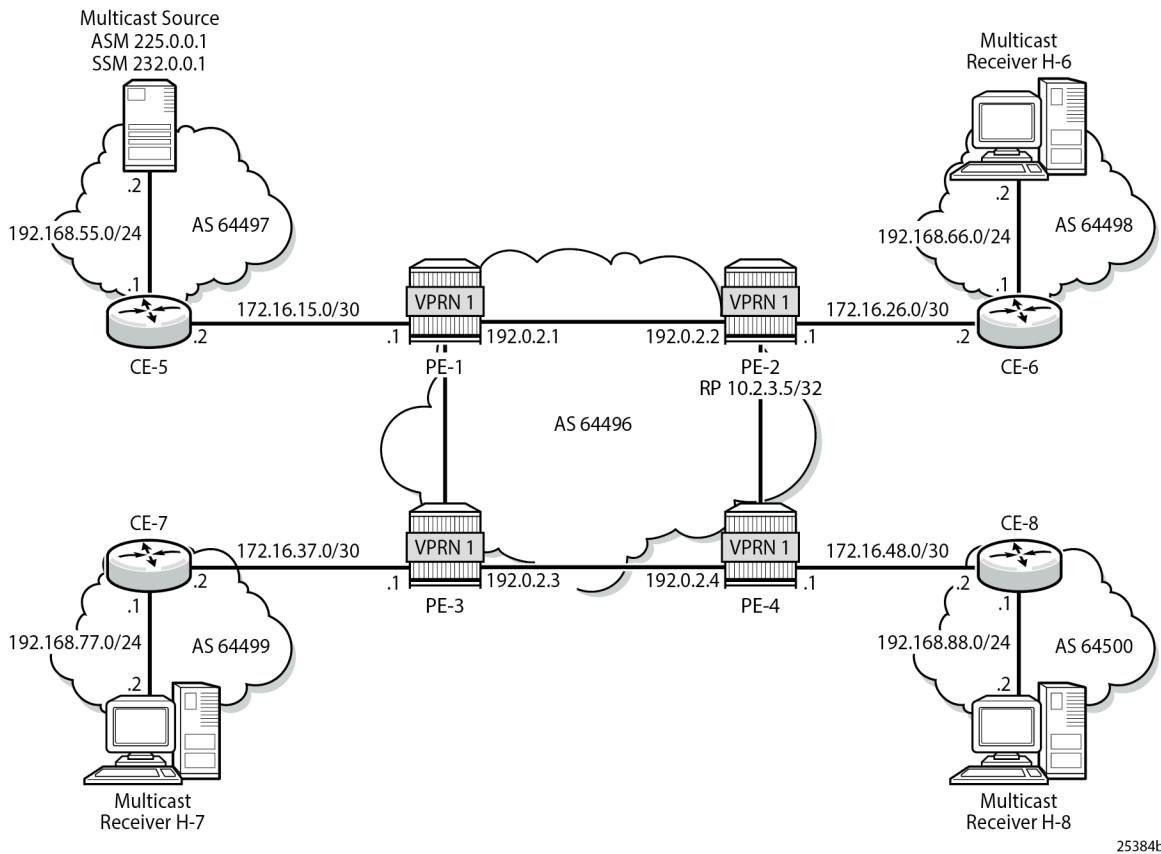 Multicast Source
ASM 225.0.0.1
SSM 232.0.0.1
Multicast
Receiver H-6
.2
192.168.55.0/24
AS 64497
.1
.2
192.168.66.0/24
AS 64498
.1
172.16.15.0/30
VPRN 1
VPRN 1
172.16.26.0/30
.2
.1
192.0.2.1
192.0.2.2
.1
.2
CE-5
PE-1
PE-2
CE-6
RP 10.2.3.5/32
AS 64496
CE-7
CE-8
172.16.37.0/30
VPRN 1
VPRN 1
172.16.48.0/30
.2
.1
192.0.2.3
192.0.2.4
.1
.2
.1
PE-3
PE-4
.1
192.168.77.0/24
AS 64499
192.168.88.0/24
AS 64500
.2
.2
Multicast
Receiver H-7
Multicast
Receiver H-8